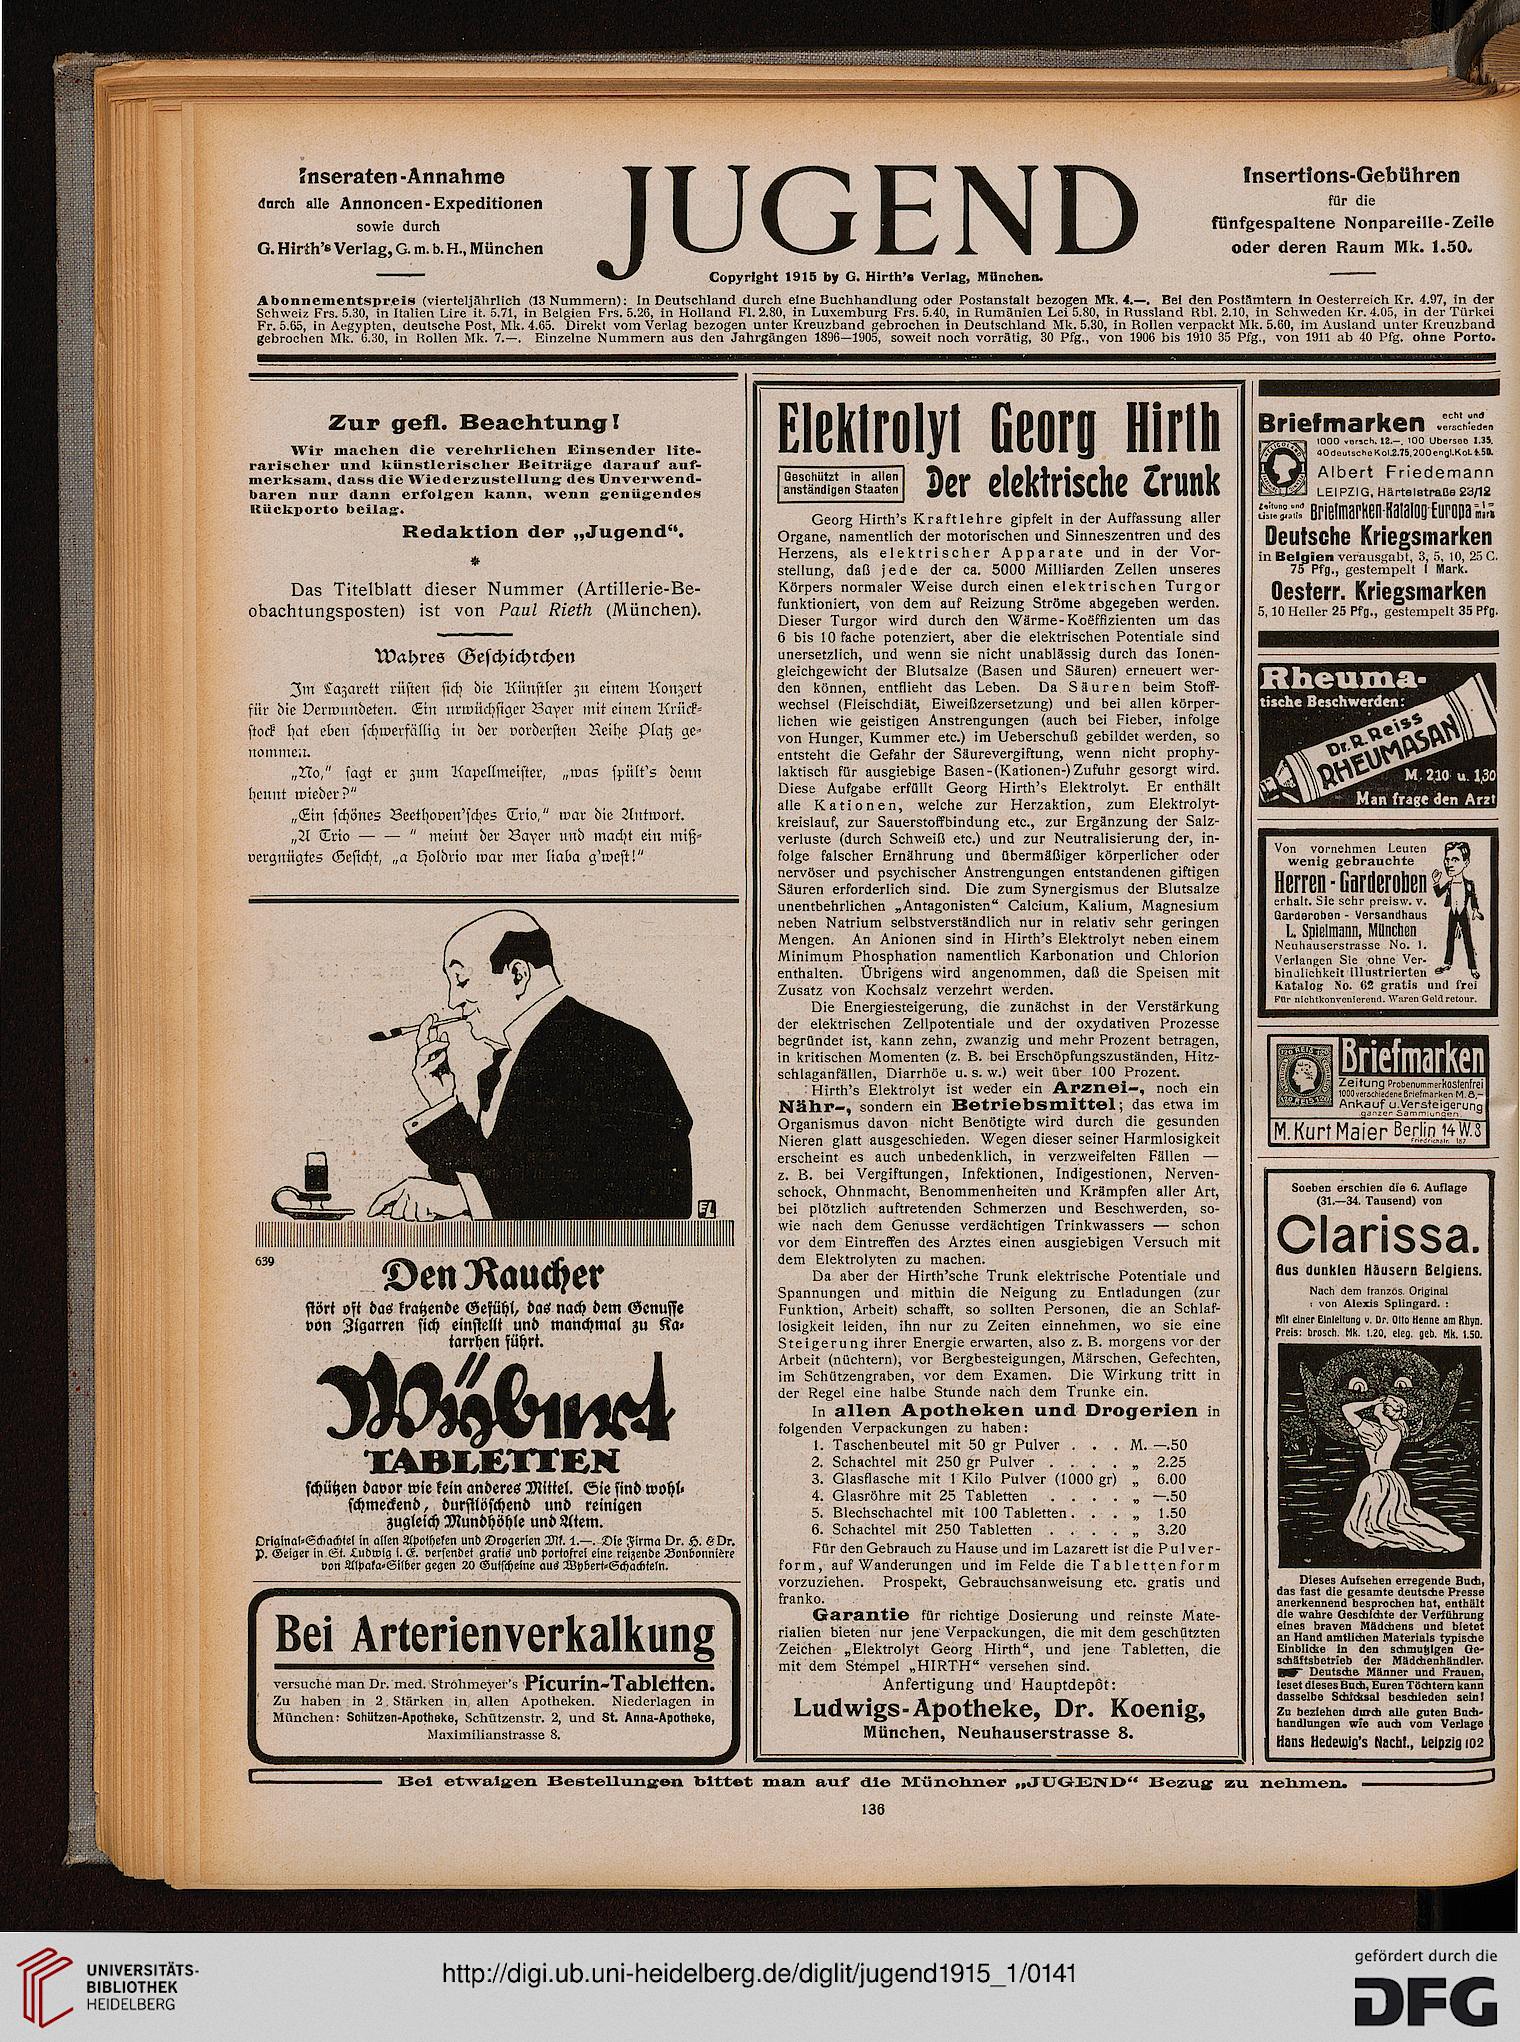 Inseraten-Annahme
durch alle Annoncen-Expeditionen
sowie durch
G. Hirth's Verlag, G. m. b. H., München
JUGEND
Copyright 1915 by G. Hirth's Verlag, München.
Insertions-Gebühren
für die
fünfgespaltene Nonpareille-Zeile
oder deren Raum Mk. 1.50.
Abonnementspreis (vierteljährlich (13 Nummern): In Deutschland durch eine Buchhandlung oder Postanstalt bezogen Mk. 4.—. Bei den Postämtern in Oesterreich Kr. 4.97, in der
Schweiz Frs. 5.30, in Italien Lire it. 5.71, in Belgien Frs. 5.26, in Holland Fl. 2.80, in Luxemburg Frs. 5.40, in Rumänien Lei 5.80, in Russland Rbl. 2.10, in Schweden Kr. 4.05, in der Türkei
Fr. 5.65, in Aegypten, deutsche Post, Mk. 4.65. Direkt vom Verlag bezogen unter Kreuzband gebrochen in Deutschland Mk. 5.30, in Rollen verpackt Mk. 5.60, im Ausland unter Kreuzband
gebrochen Mk. 6.30, in Rollen Mk. 7.—. Einzelne Nummern aus den Jahrgängen 1896—1905, soweit noch vorrätig, 30 Pfg., von 1906 bis 1910 35 Pfg., von 1911 ab 40 Pfg. ohne Porto.
Zur gefl. Beachtung!
Wir machen die verehrlichen Einsender lite-
rarischer und künstlerischer Beiträge darauf auf-
merksam, dass die Wiederzustellung des Unverwend-
baren nur dann erfolgen kann, wenn genügendes
Rückporto beilag.
Redaktion der „Jugend“.
*
Das Titelblatt dieser Nummer (Artillerie-Be-
obachtungsposten) ist von Paul Rieth (München).
Wahres Geschichtchen
Im Lazarett rüsten sich die Künstler zu einem Konzert
für die Verwundeten. Ein urwüchsiger Bayer mit einem Krück-
stock hat eben schwerfällig in der vordersten Reihe Platz ge-
nommen.
„No,“ sagt er zum Kapellmeister, „was spült's denn
heunt wieder?“
„Ein schönes Beethoven'sches Trio,“ war die Antwort.
„A Trio — — “ meint der Bayer und macht ein miß-
vergnügtes Gesicht, „a Holdrio war mer liaba g'west!“
FL
639
Den Raucher
stört oft das kratzende Gefühl, das nach dem Genusse
von Zigarren sich einstellt und manchmal zu Ka-
tarrhen führt.
Wybert
TABLETTEN
schützen davor wie kein anderes Mittel. Sie sind wohl-
schmeckend, durstlöschend und reinigen
zugleich Mundhöhle und Atem.
Original-Schachtel in allen Apotheken und Drogerien Mk. 1.—. Die Firma Dr. H. & Dr.
P. Geiger in St. Ludwig i. E. versendet gratis und portofrei eine reizende Bonbonnière
von Alpaka-Silber gegen 20 Gutscheine aus Wybert-Schachteln.
Bei Arterienverkalkung
versuche man Dr. med. Strohmeyer's Picurin-Tabletten.
Zu haben in 2 Stärken in allen Apotheken. Niederlagen in
München: Schützen-Apotheke, Schützenstr. 2, und St. Anna-Apotheke,
Maximilianstrasse 8.
Elektrolyt Georg Hirth
Geschützt in allen
anständigen Staaten
Der elektrische Trunk
Georg Hirth's Kraftlehre gipfelt in der Auffassung aller
Organe, namentlich der motorischen und Sinneszentren und des
Herzens, als elektrischer Apparate und in der Vor-
stellung, daß jede der ca. 5000 Milliarden Zellen unseres
Körpers normaler Weise durch einen elektrischen Turgor
funktioniert, von dem auf Reizung Ströme abgegeben werden.
Dieser Turgor wird durch den Wärme-Koëffizienten um das
6 bis 10 fache potenziert, aber die elektrischen Potentiale sind
unersetzlich, und wenn sie nicht unablässig durch das Ionen-
gleichgewicht der Blutsalze (Basen und Säuren) erneuert wer-
den können, entflieht das Leben. Da Säuren beim Stoff-
wechsel (Fleischdiät, Eiweißzersetzung) und bei allen körper-
lichen wie geistigen Anstrengungen (auch bei Fieber, infolge
von Hunger, Kummer etc.) im Ueberschuß gebildet werden, so
entsteht die Gefahr der Säurevergiftung, wenn nicht prophy-
laktisch für ausgiebige Basen-(Kationen-)Zufuhr gesorgt wird.
Diese Aufgabe erfüllt Georg Hirth's Elektrolyt. Er enthält
alle Kationen, welche zur Herzaktion, zum Elektrolyt-
kreislauf, zur Sauerstoffbindung etc., zur Ergänzung der Salz-
verluste (durch Schweiß etc.) und zur Neutralisierung der, in-
folge falscher Ernährung und übermäßiger körperlicher oder
nervöser und psychischer Anstrengungen entstandenen giftigen
Säuren erforderlich sind. Die zum Synergismus der Blutsalze
unentbehrlichen „Antagonisten“ Calcium, Kalium, Magnesium
neben Natrium selbstverständlich nur in relativ sehr geringen
Mengen. An Anionen sind in Hirth's Elektrolyt neben einem
Minimum Phosphation namentlich Karbonation und Chlorion
enthalten. Übrigens wird angenommen, daß die Speisen mit
Zusatz von Kochsalz verzehrt werden.
Die Energiesteigerung, die zunächst in der Verstärkung
der elektrischen Zellpotentiale und der oxydativen Prozesse
begründet ist, kann zehn, zwanzig und mehr Prozent betragen,
in kritischen Momenten (z. B. bei Erschöpfungszuständen, Hitz-
schlaganfällen, Diarrhöe u. s. w.) weit über 100 Prozent.
Hirth's Elektrolyt ist weder ein Arznei-, noch ein
Nähr-, sondern ein Betriebsmittel; das etwa im
Organismus davon nicht Benötigte wird durch die gesunden
Nieren glatt ausgeschieden. Wegen dieser seiner Harmlosigkeit
erscheint es auch unbedenklich, in verzweifelten Fällen —
z. B. bei Vergiftungen, Infektionen, Indigestionen, Nerven-
schock, Ohnmacht, Benommenheiten und Krämpfen aller Art,
bei plötzlich auftretenden Schmerzen und Beschwerden, so-
wie nach dem Genusse verdächtigen Trinkwassers — schon
vor dem Eintreffen des Arztes einen ausgiebigen Versuch mit
dem Elektrolyten zu machen.
Da aber der Hirth'sche Trunk elektrische Potentiale und
Spannungen und mithin die Neigung zu Entladungen (zur
Funktion, Arbeit) schafft, so sollten Personen, die an Schlaf-
losigkeit leiden, ihn nur zu Zeiten einnehmen, wo sie eine
Steigerung ihrer Energie erwarten, also z. B. morgens vor der
Arbeit (nüchtern), vor Bergbesteigungen, Märschen, Gefechten,
im Schützengraben, vor dem Examen. Die Wirkung tritt in
der Regel eine halbe Stunde nach dem Trunke ein.
In allen Apotheken und Drogerien in
folgenden Verpackungen zu haben:
1. Taschenbeutel mit 50 gr Pulver . . . M. —.50
2. Schachtel mit 250 gr Pulver . . . . „ 2.25
3. Glasflasche mit 1 Kilo Pulver (1000 gr) „ 6.00
4. Glasröhre mit 25 Tabletten . . . . „ —.50
5. Blechschachtel mit 100 Tabletten . . . „ 1.50
6. Schachtel mit 250 Tabletten . . . . „ 3.20
Für den Gebrauch zu Hause und im Lazarett ist die Pulver-
form, auf Wanderungen und im Felde die Tablettenform
vorzuziehen. Prospekt, Gebrauchsanweisung etc. gratis und
franko.
Garantie für richtige Dosierung und reinste Mate-
rialien bieten nur jene Verpackungen, die mit dem geschützten
Zeichen „Elektrolyt Georg Hirth“, und jene Tabletten, die
mit dem Stempel „HIRTH“ versehen sind.
Anfertigung und Hauptdepôt:
Ludwigs-Apotheke, Dr. Koenig,
München, Neuhauserstrasse 8.
Briefmarken echt und
verschieden
1000 versch. 12.—, 100 Übersee 1.35,
40 deutsche Kol. 2.75, 200 engl. Kol. 4.50.
Albert Friedemann
LEIPZIG, Härtelstraße 23/12
Zeitung und
Liste gratis
Briefmarken-Katalog Europa 1
Mark
Deutsche Kriegsmarken
in Belgien verausgabt, 3, 5, 10, 25 C.
75 Pfg., gestempelt 1 Mark.
Oesterr. Kriegsmarken
5, 10 Heller 25 Pfg., gestempelt 35 Pfg.
Rheuma-
tische Beschwerden:
Dr. R. Reiss
RHEUMASAN
M. 2,10 u. 1,30
Man frage den Arzt
Von vornehmen Leuten
wenig gebrauchte
Herren-Garderoben
erhalt. Sie sehr preisw. v.
Garderoben-Versandhaus
L. Spielmann, München
Neuhauserstrasse No. 1.
Verlangen Sie ohne Ver-
bindlichkeit illustrierten
Katalog No. 62 gratis und frei
Für nichtkonvenierend. Waren Geld retour.
Briefmarken
Zeitung Probenummer kostenfrei
1000 verschiedene Briefmarken M. 8,-
Ankauf u. Versteigerung
ganzer Sammlungen.
M. Kurt Maier Berlin 14 W. 8
Friedrichstr. 187
Soeben erschien die 6. Auflage
(31.—34. Tausend) von
Clarissa.
Aus dunklen Häusern Belgiens.
Nach dem französ. Original
: von Alexis Splingard. :
Mit einer Einleitung v. Dr. Otto Henne am Rhyn.
Preis: brosch. Mk. 1.20, eleg. geb. Mk. 1.50.
Dieses Aufsehen erregende Buch,
das fast die gesamte deutsche Presse
anerkennend besprochen hat, enthält
die wahre Geschichte der Verführung
eines braven Mädchens und bietet
an Hand amtlichen Materials typische
Einblicke in den schmutzigen Ge-
schäftsbetrieb der Mädchenhändler.
Deutsche Männer und Frauen,
leset dieses Buch, Euren Töchtern kann
dasselbe Schicksal beschieden sein!
Zu beziehen durch alle guten Buch-
handlungen wie auch vom Verlage
Hans Hedewig's Nachf., Leipzig 102
Bei etwaigen Bestellungen bittet man auf die Münchner „JUGEND“ Bezug zu nehmen.
136
UNIVERSITÄTS-
BIBLIOTHEK
HEIDELBERG
http://digi.ub.uni-heidelberg.de/diglit/jugend1915_1/0141
gefördert durch die
DFG